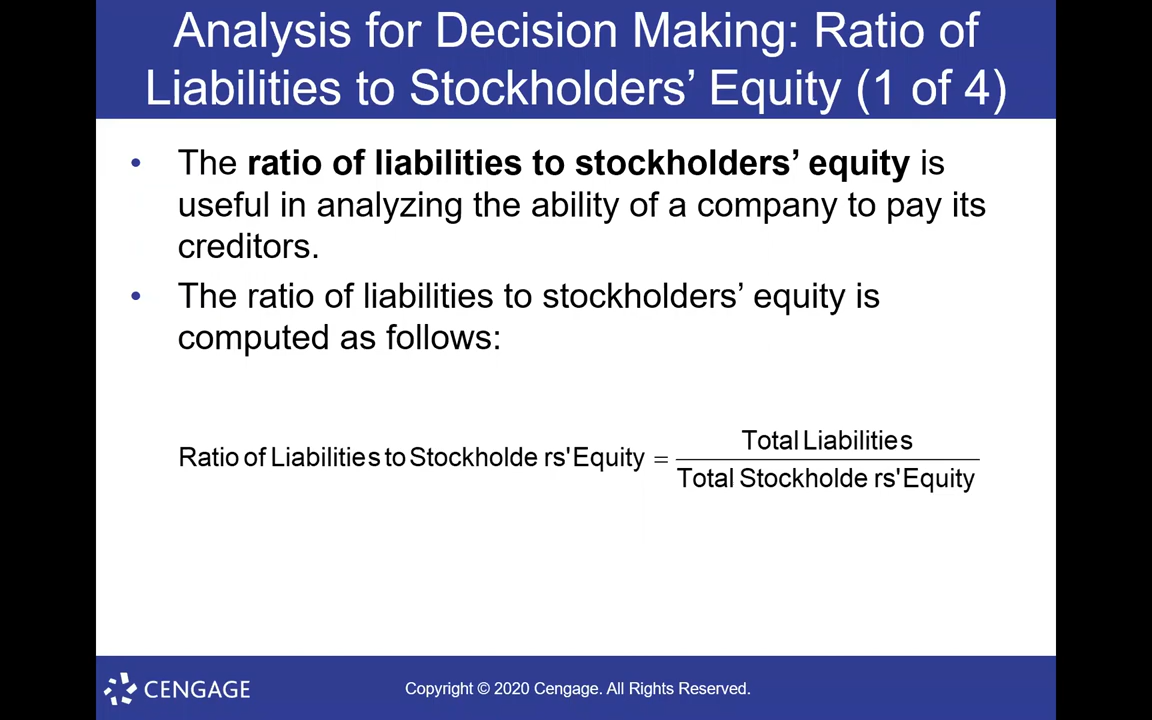 Analysis for Decision Making: Ratio of
Liabilities to Stockholders’ Equity (1 of 4)
• The ratio of liabilities to stockholders’ equity is
useful in analyzing the ability of a company to pay its
creditors.
• The ratio of liabilities to stockholders’ equity is
computed as follows:
Total Liabilities
Ratio of Liabilities to Stockholde rs' Equity =
Total Stockholde rs' Equity
CENGAGE
Copyright © 2020 Cengage. All Rights Reserved.